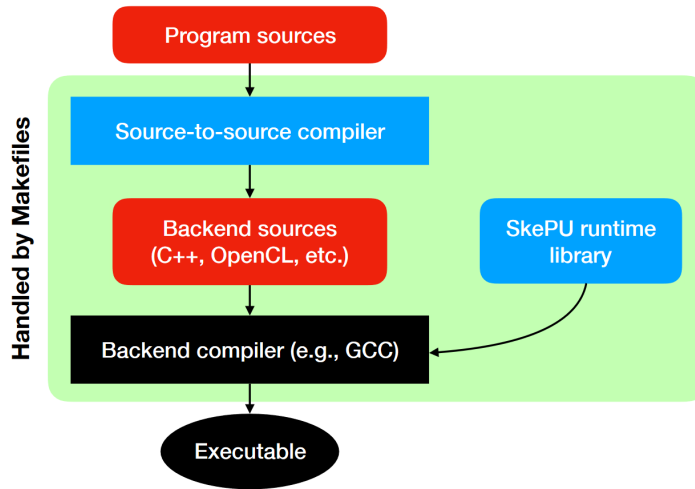 Program sources
Handled by Makefiles
Source-to-source compiler
Backend sources
(C++, OpenCL, etc.)
SkePU runtime
library
Backend compiler (e.g., GCC)
Executable